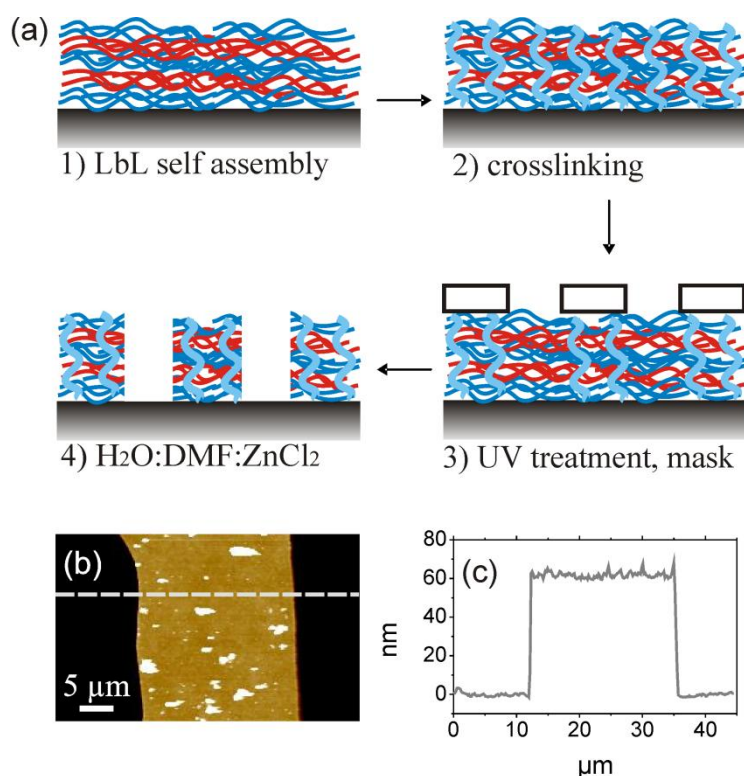 (a)
1) LbL self assembly
2) crosslinking
4) H₂O:DMF:ZnCl₂
3) UV treatment, mask
(b)
5 µm
(c)
80
60
40
20
0
nm
0 10 20 30 40
µm